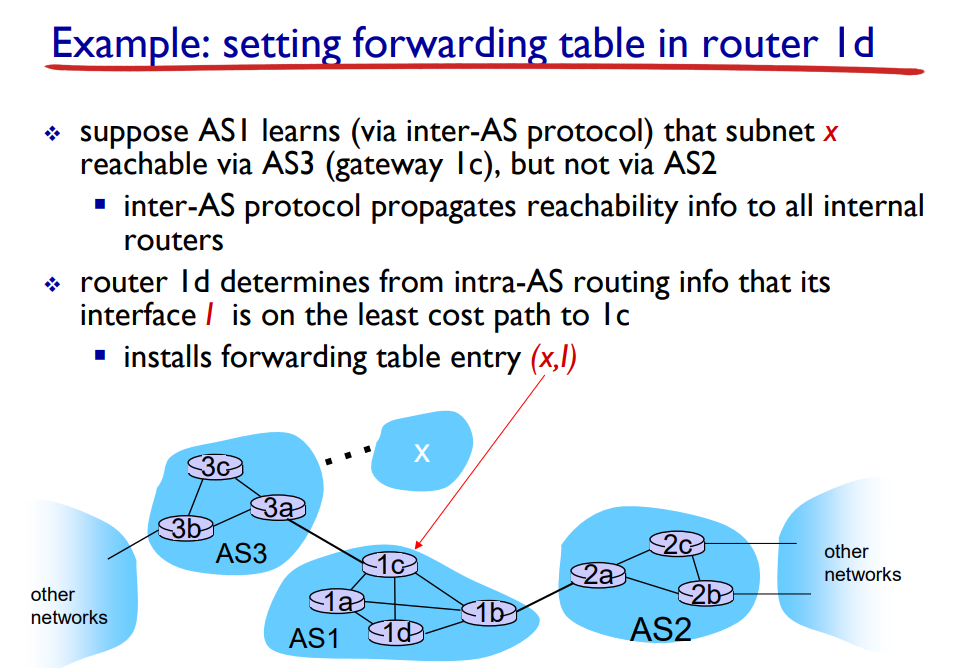 Example: setting forwarding table in router 1d
❖ suppose AS1 learns (via inter-AS protocol) that subnet x
reachable via AS3 (gateway 1c), but not via AS2
▪ inter-AS protocol propagates reachability info to all internal
routers
❖ router 1d determines from intra-AS routing info that its
interface I is on the least cost path to 1c
▪ installs forwarding table entry (x,I)
x
3c
3a
3b
AS3
other
networks
1c
1a
1b
1d
AS1
2c
2a
2b
AS2
other
networks